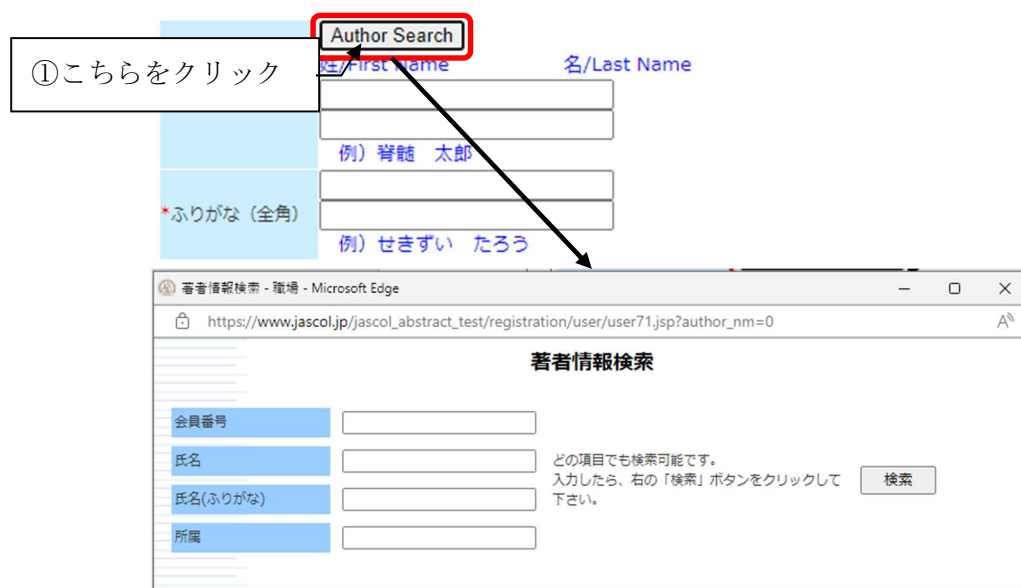 Author Search
①こちらをクリック
姓/First Name 名/Last Name
例）脊髄　太郎
*ふりがな（全角）
例）せきずい　たろう
著者情報検索 - 職場 - Microsoft Edge
https://www.jascol.jp/jascol_abstract_test/registration/user/user71.jsp?author_nm=0
著者情報検索
会員番号
氏名
氏名(ふりがな)
所属
どの項目でも検索可能です。
入力したら、右の「検索」ボタンをクリックして
下さい。
検索